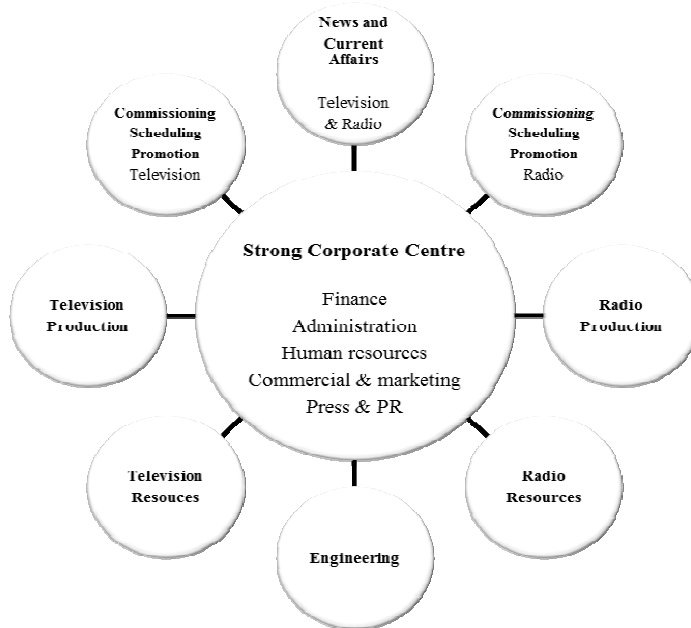 News and
Current
Affairs
Television
& Radio
Commissioning
Scheduling
Promotion
Television
Commissioning
Scheduling
Promotion
Radio
Strong Corporate Centre
Finance
Administration
Human resources
Commercial & marketing
Press & PR
Television
Production
Radio
Production
Television
Resouces
Radio
Resources
Engineering